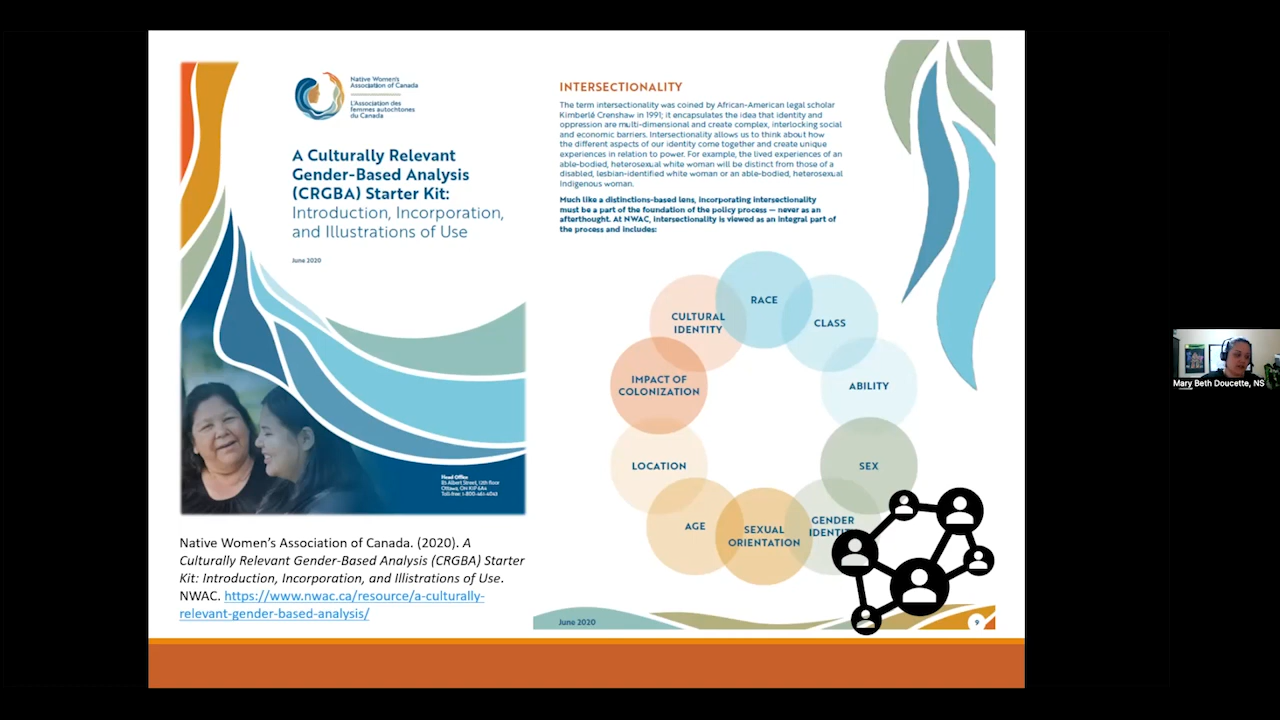 Native Women's
Association of Canada
L'Association des
femmes autochtones
du Canada
A Culturally Relevant
Gender-Based Analysis
(CRGBA) Starter Kit:
Introduction, Incorporation,
and Illustrations of Use
June 2020
Head Office
Ottawa, ON K1P 6A4
Native Women's Association of Canada. (2020). A
Culturally Relevant Gender-Based Analysis (CRGBA) Starter
Kit: Introduction, Incorporation, and Illistrations of Use.
NWAC. https://www.nwac.ca/resource/a-culturally-
relevant-gender-based-analysis/
INTERSECTIONALITY
The term intersectionality was coined by African-American legal scholar
Kimberlé Crenshaw in 1991; it encapsulates the idea that identity and
oppression are multi-dimensional and create complex, interlocking social
and economic barriers. Intersectionality allows us to think about how
the different aspects of our identity come together and create unique
experiences in relation to power. For example, the lived experiences of an
able-bodied, heterosexual white woman will be distinct from those of a
disabled, lesbian-identified white woman or an able-bodied, heterosexual
Indigenous woman.
Much like a distinctions-based lens, incorporating intersectionality
must be a part of the foundation of the policy process — never as an
afterthought. At NWAC, intersectionality is viewed as an integral part of
the process and includes:
RACE
CLASS
ABILITY
SEX
GENDER
IDENTITY
SEXUAL
ORIENTATION
AGE
LOCATION
IMPACT OF
COLONIZATION
CULTURAL
IDENTITY
June 2020
9
Mary Beth Doucette, NS